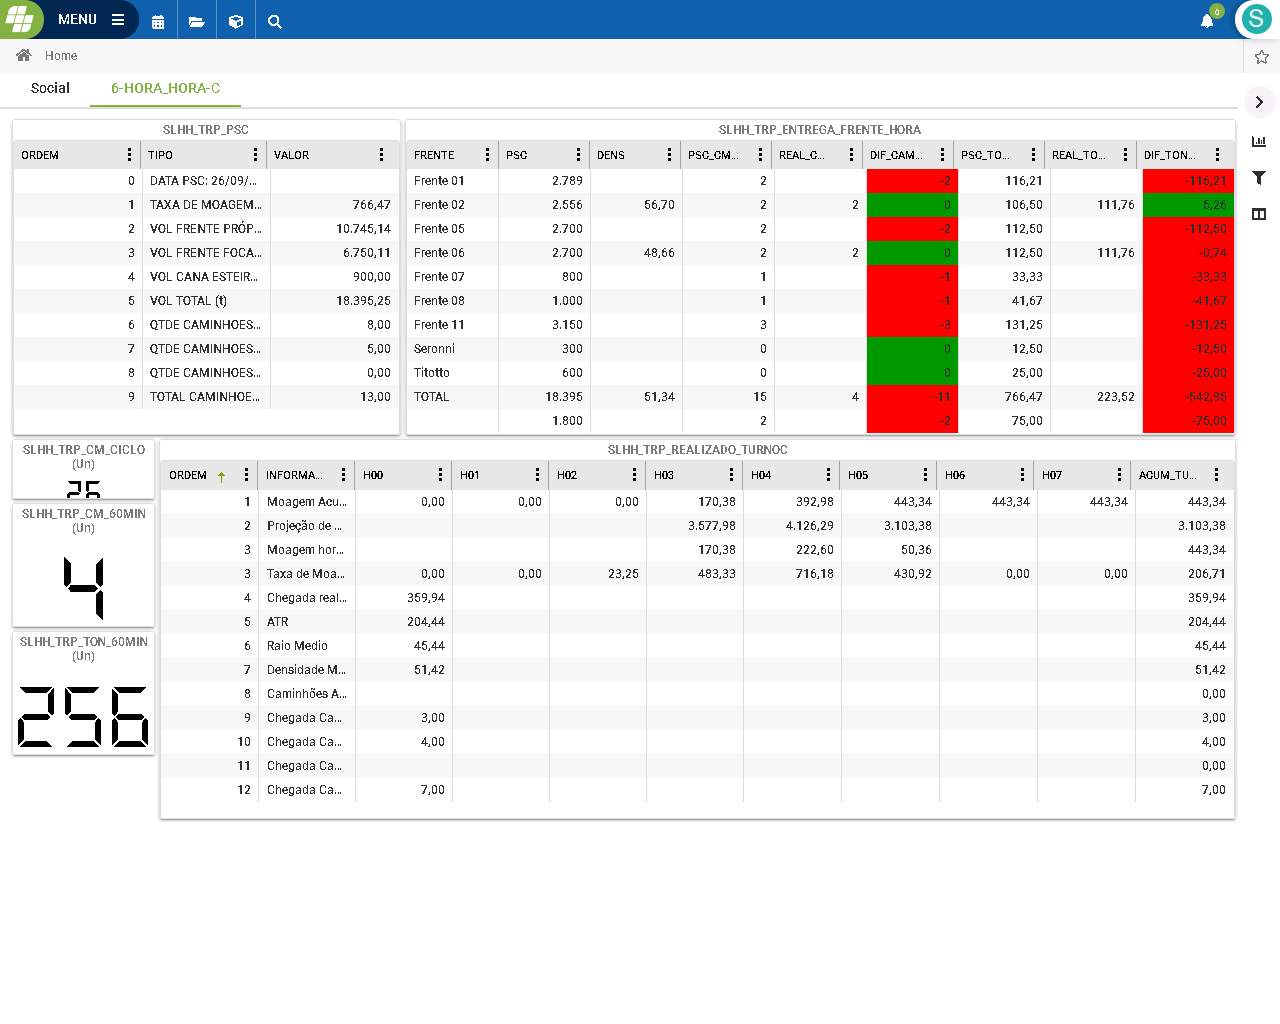 MENU
0
S
Home
Social 6-HORA_HORA-C
SLHH_TRP_PSC
ORDEM TIPO VALOR
0 DATA PSC: 26/09/...
1 TAXA DE MOAGEM... 766,47
2 VOL FRENTE PRÓP... 10.745,14
3 VOL FRENTE FOCA... 6.750,11
4 VOL CANA ESTEIR... 900,00
5 VOL TOTAL (t) 18.395,25
6 QTDE CAMINHOES... 8,00
7 QTDE CAMINHOES... 5,00
8 QTDE CAMINHOES... 0,00
9 TOTAL CAMINHOE... 13,00
SLHH_TRP_ENTREGA_FRENTE_HORA
FRENTE PSC DENS PSC_CM... REAL_C... DIF_CAM... PSC_TO... REAL_TO... DIF_TON...
Frente 01 2.789 2 -2 116,21 -116,21
Frente 02 2.556 56,70 2 2 0 106,50 111,76 5,26
Frente 05 2.700 2 -2 112,50 -112,50
Frente 06 2.700 48,66 2 2 0 112,50 111,76 -0,74
Frente 07 800 1 -1 33,33 -33,33
Frente 08 1.000 1 -1 41,67 -41,67
Frente 11 3.150 3 -3 131,25 -131,25
Seronni 300 0 0 12,50 -12,50
Titotto 600 0 0 25,00 -25,00
TOTAL 18.395 51,34 15 4 -11 766,47 223,52 -542,95
1.800 2 -2 75,00 -75,00
SLHH_TRP_CM_CICLO
(Un)
SLHH_TRP_CM_60MIN
(Un)
4
SLHH_TRP_TON_60MIN
(Un)
256
SLHH_TRP_REALIZADO_TURNOC
ORDEM INFORMA... H00 H01 H02 H03 H04 H05 H06 H07 ACUM_TU...
1 Moagem Acu... 0,00 0,00 0,00 170,38 392,98 443,34 443,34 443,34 443,34
2 Projeção de ... 3.577,98 4.126,29 3.103,38 3.103,38
3 Moagem hor... 170,38 222,60 50,36 443,34
3 Taxa de Moa... 0,00 0,00 23,25 483,33 716,18 430,92 0,00 0,00 206,71
4 Chegada real... 359,94 359,94
5 ATR 204,44 204,44
6 Raio Medio 45,44 45,44
7 Densidade M... 51,42 51,42
8 Caminhões A... 0,00
9 Chegada Ca... 3,00 3,00
10 Chegada Ca... 4,00 4,00
11 Chegada Ca... 0,00
12 Chegada Ca... 7,00 7,00